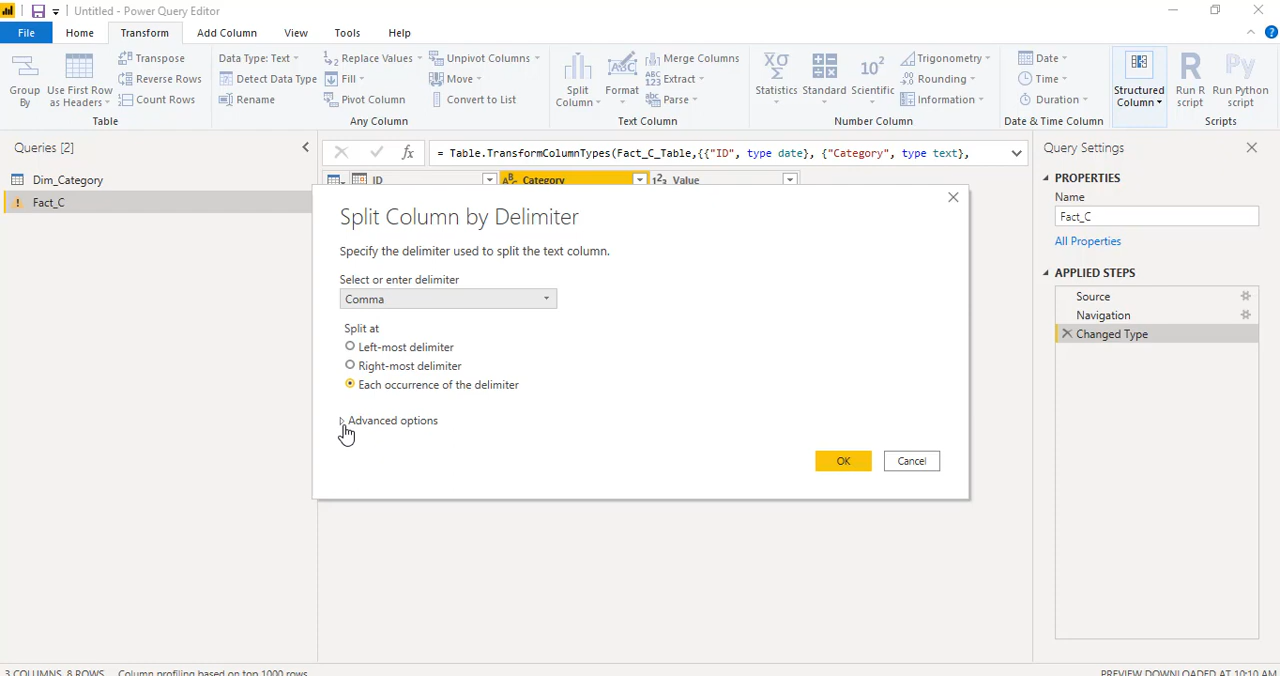 Untitled - Power Query Editor
File Home Transform Add Column View Tools Help
Group By
Use First Row as Headers
Transpose
Reverse Rows
Count Rows
Table
Data Type: Text
Detect Data Type
Rename
Replace Values
Fill
Pivot Column
Unpivot Columns
Move
Convert to List
Any Column
Split Column
Format
Merge Columns
Extract
Parse
Text Column
Statistics
Standard
Scientific
Trigonometry
Rounding
Information
Number Column
Date
Time
Duration
Date & Time Column
Structured Column
Run R script
Run Python script
Scripts
Queries [2]
Dim_Category
Fact_C
= Table.TransformColumnTypes(Fact_C_Table,{{"ID", type date}, {"Category", type text},
ID Category Value
Split Column by Delimiter
Specify the delimiter used to split the text column.
Select or enter delimiter
Comma
Split at
Left-most delimiter
Right-most delimiter
Each occurrence of the delimiter
Advanced options
OK Cancel
Query Settings
PROPERTIES
Name
Fact_C
All Properties
APPLIED STEPS
Source
Navigation
Changed Type
3 COLUMNS, 8 ROWS Column profiling based on top 1000 rows
PREVIEW DOWNLOADED AT 10:10 AM